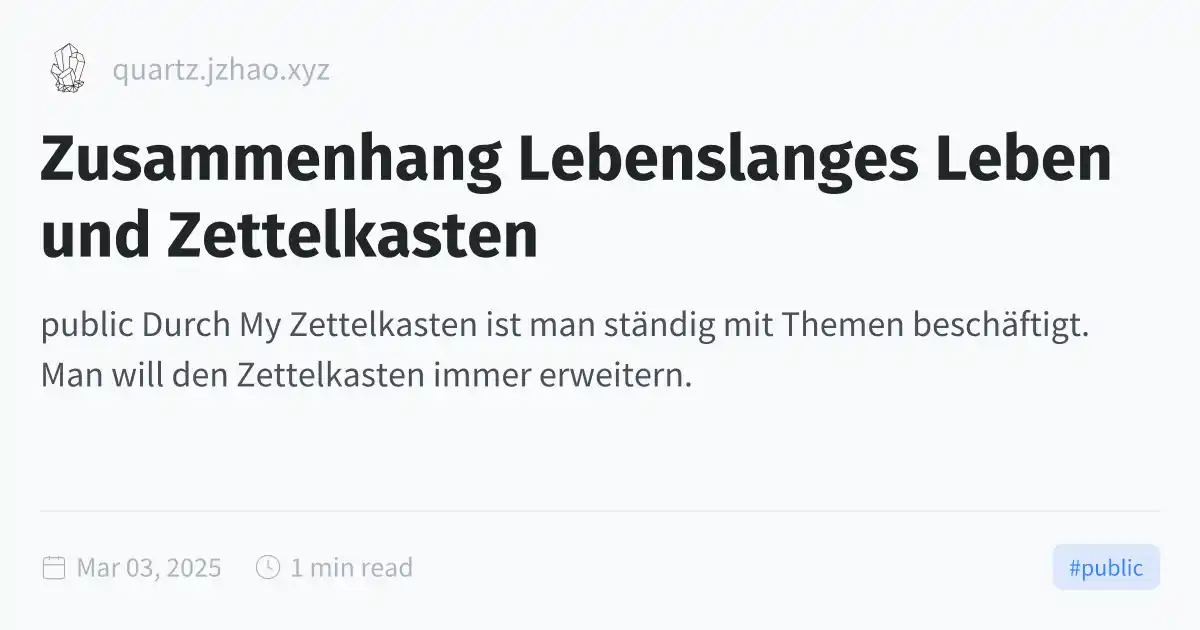 quartz.jzhao.xyz
Zusammenhang Lebenslanges Leben
und Zettelkasten
public Durch My Zettelkasten ist man ständig mit Themen beschäftigt.
Man will den Zettelkasten immer erweitern.
Mar 03, 2025 1 min read #public